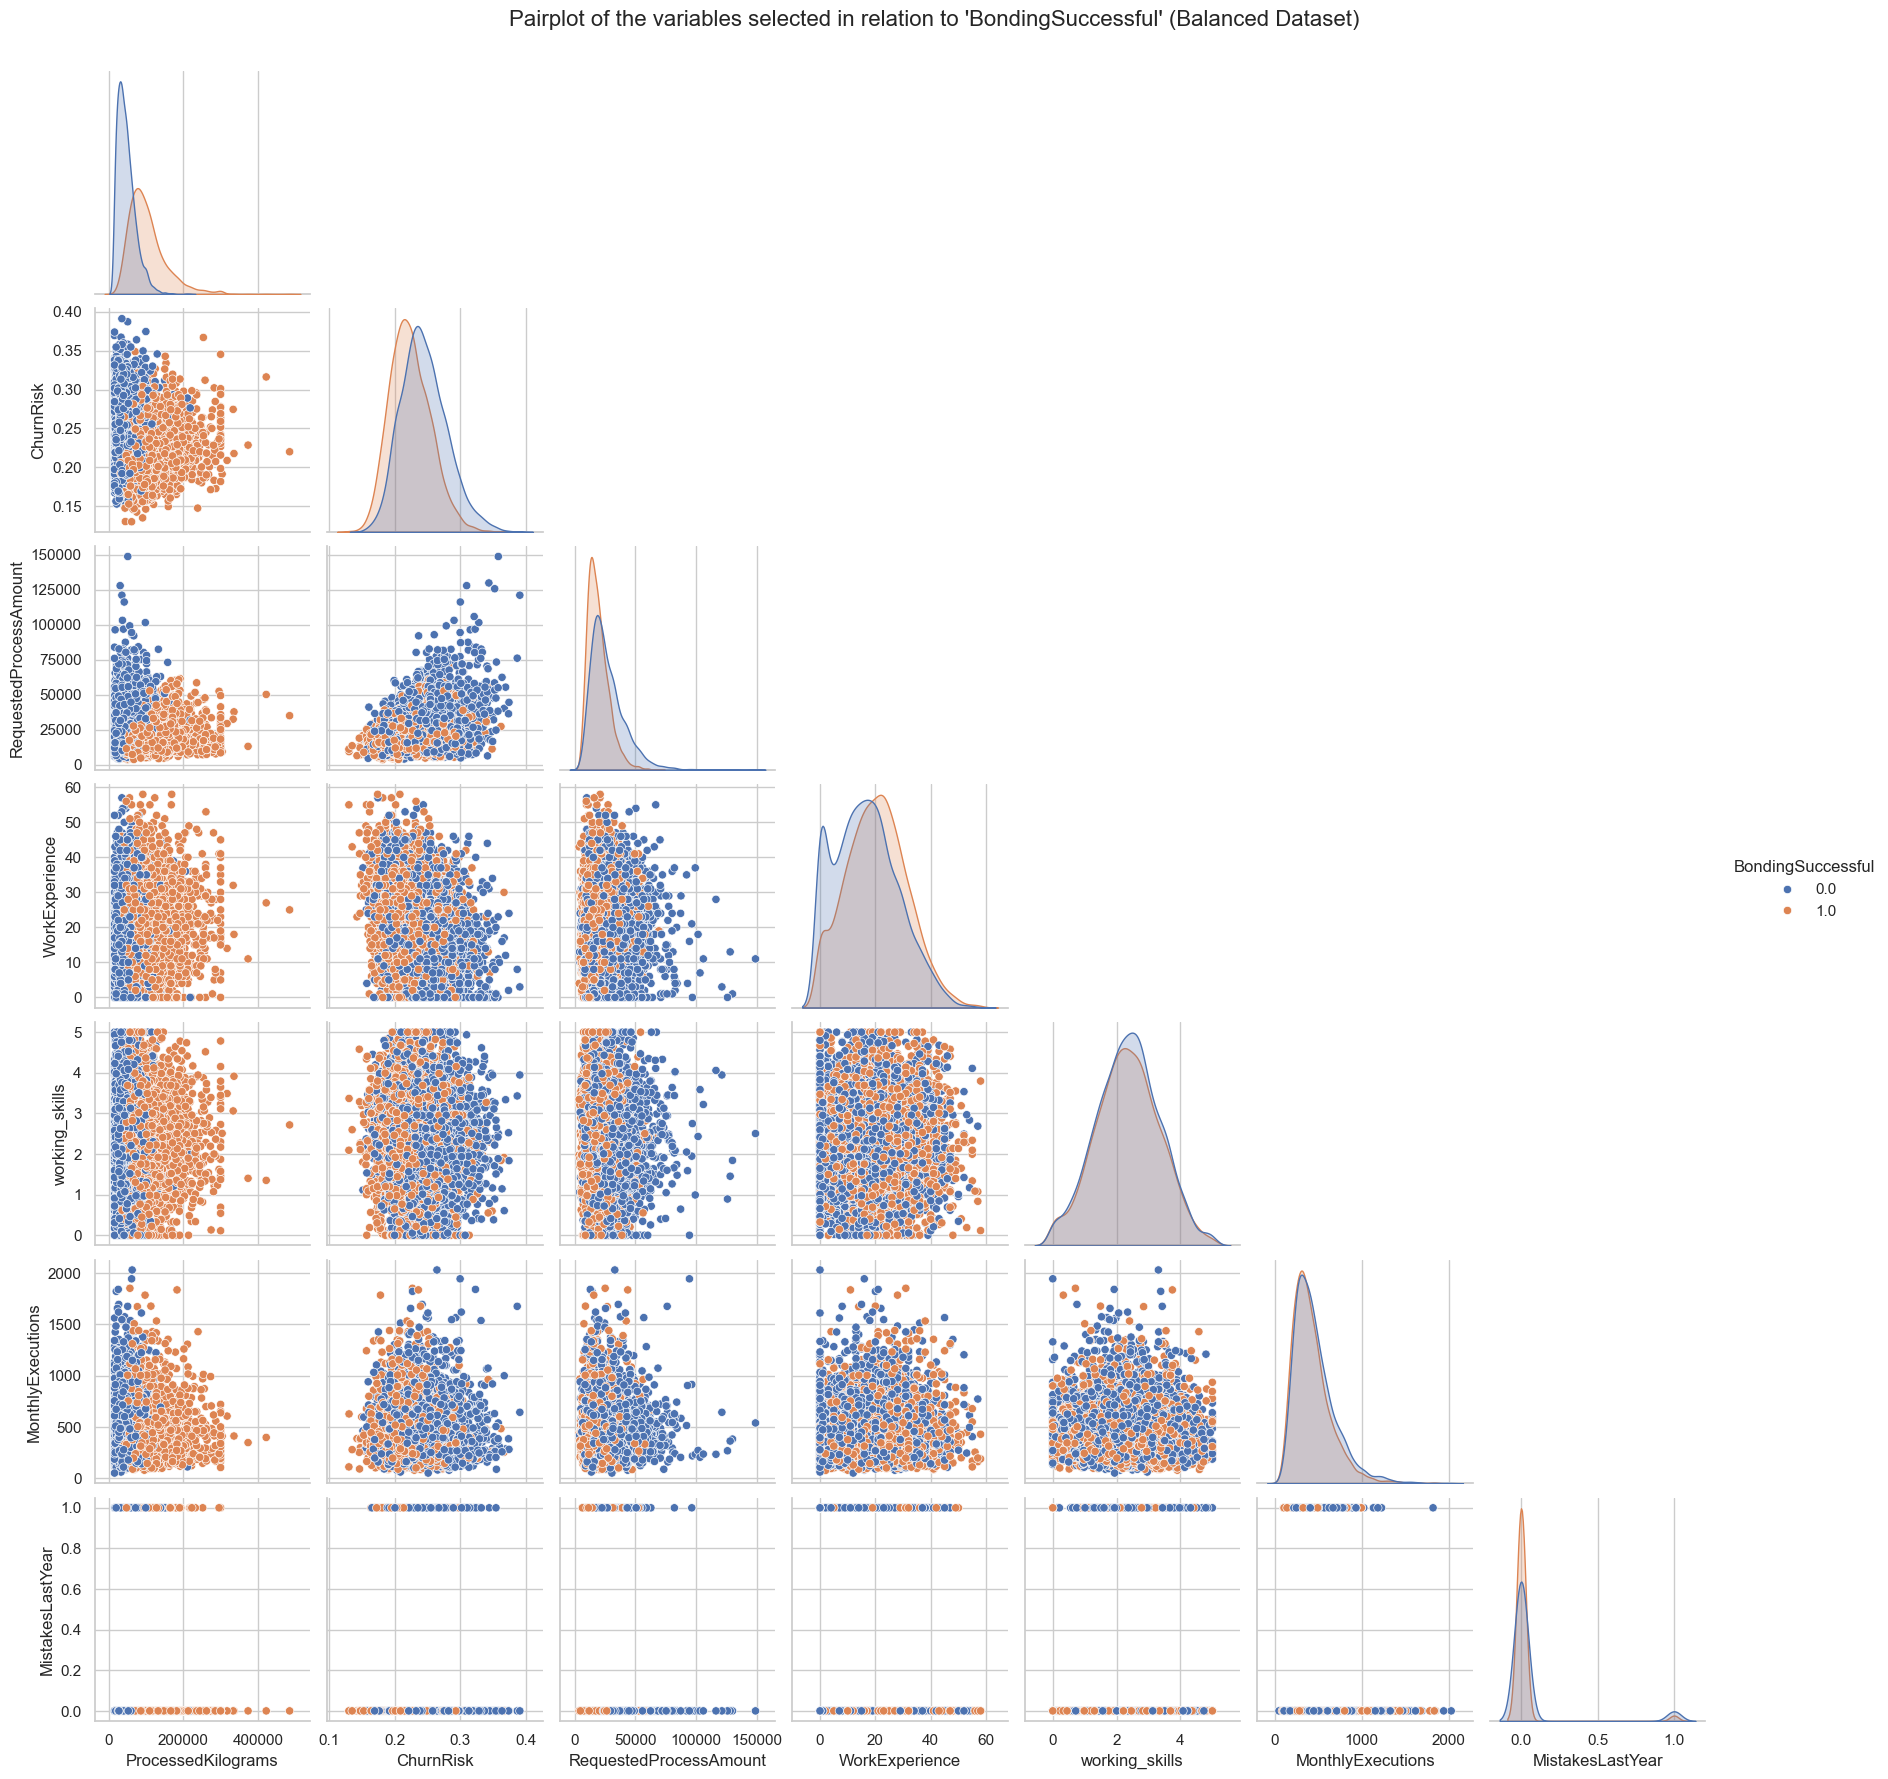 Pairplot of the variables selected in relation to 'BondingSuccessful' (Balanced Dataset)
0 200000 400000
0.40
0.35
0.30
0.25
0.20
0.15
ChurnRisk
150000
125000
100000
75000
50000
25000
0
RequestedProcessAmount
60
50
40
30
20
10
0
WorkExperience
BondingSuccessful
0.0
1.0
5
4
3
2
1
0
working_skills
2000
1500
1000
500
0
MonthlyExecutions
1.0
0.8
0.6
0.4
0.2
0.0
MistakesLastYear
0 200000 400000
0.1 0.2 0.3 0.4
0 50000 100000 150000
0 20 40 60
0 2 4
0 1000 2000
0.0 0.5 1.0
ProcessedKilograms
ChurnRisk
RequestedProcessAmount
WorkExperience
working_skills
MonthlyExecutions
MistakesLastYear